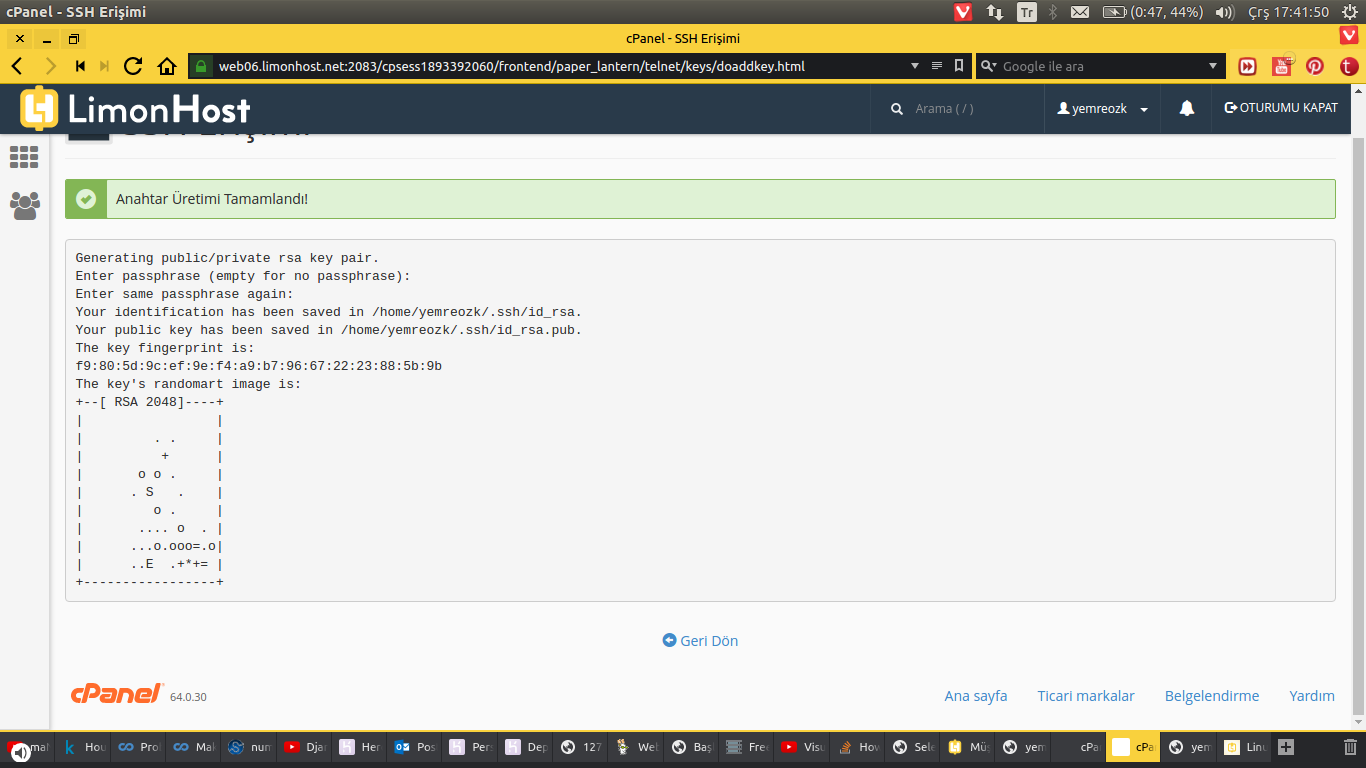 cPanel - SSH Erişimi
Tr
(0:47, 44%)
Çrş 17:41:50
cPanel - SSH Erişimi
web06.limonhost.net:2083/cpsess1893392060/frontend/paper_lantern/telnet/keys/doaddkey.html
Google ile ara
LimonHost
Arama ( / )
yemreozk
OTURUMU KAPAT
Anahtar Üretimi Tamamlandı!
Generating public/private rsa key pair.
Enter passphrase (empty for no passphrase):
Enter same passphrase again:
Your identification has been saved in /home/yemreozk/.ssh/id_rsa.
Your public key has been saved in /home/yemreozk/.ssh/id_rsa.pub.
The key fingerprint is:
f9:80:5d:9c:ef:9e:f4:a9:b7:96:67:22:23:88:5b:9b
The key's randomart image is:
+--[ RSA 2048]----+
|                 |
|         . .     |
|          +      |
|       o o .     |
|      . S   .    |
|         o .     |
|       .... o  . |
|      ...o.ooo=.o|
|      ..E  .+*+= |
+-----------------+
Geri Dön
cPanel
64.0.30
Ana sayfa
Ticari markalar
Belgelendirme
Yardım
mal
Hou
Pro
Mak
num
Djar
Her
Pos
Pers
Dep
127
Wel
Baş
Free
Visu
How
Sele
Müş
yem
cPa
cPa
yem
Linu